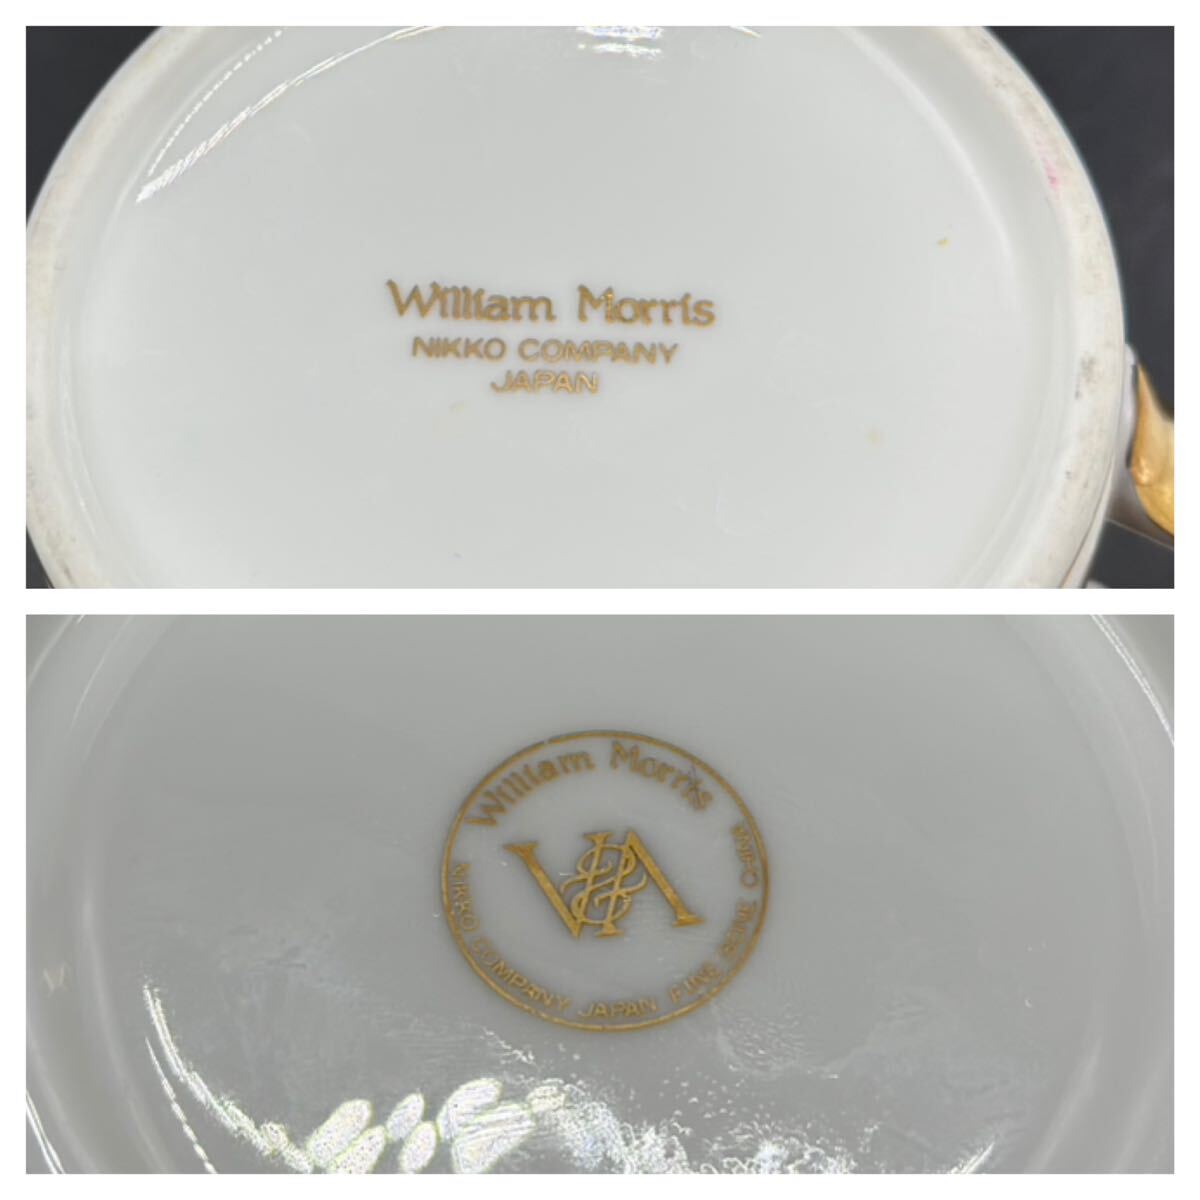 William Morris
NIKKO COMPANY
JAPAN
William Morris
NIKKO COMPANY JAPAN FINE BONE CHINA